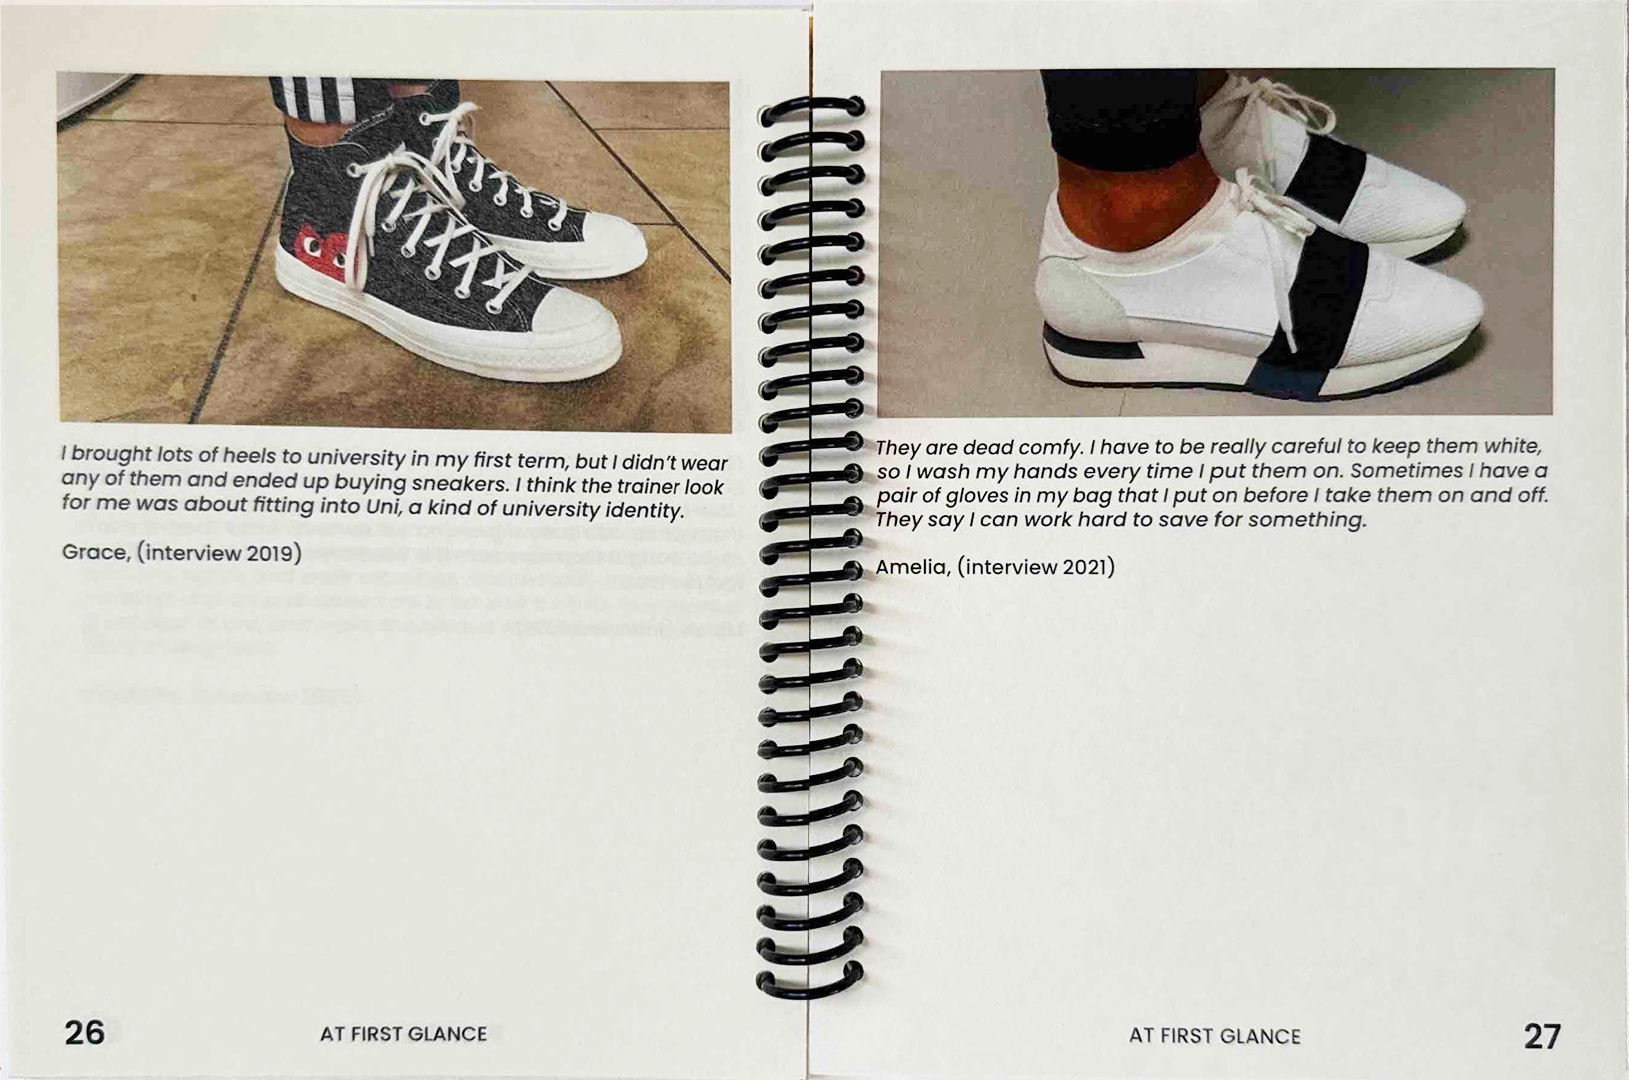 I brought lots of heels to university in my first term, but I didn't wear
any of them and ended up buying sneakers. I think the trainer look
for me was about fitting into Uni, a kind of university identity.
Grace, (interview 2019)
26
AT FIRST GLANCE
They are dead comfy. I have to be really careful to keep them white,
so I wash my hands every time I put them on. Sometimes I have a
pair of gloves in my bag that I put on before I take them on and off.
They say I can work hard to save for something.
Amelia, (interview 2021)
AT FIRST GLANCE
27